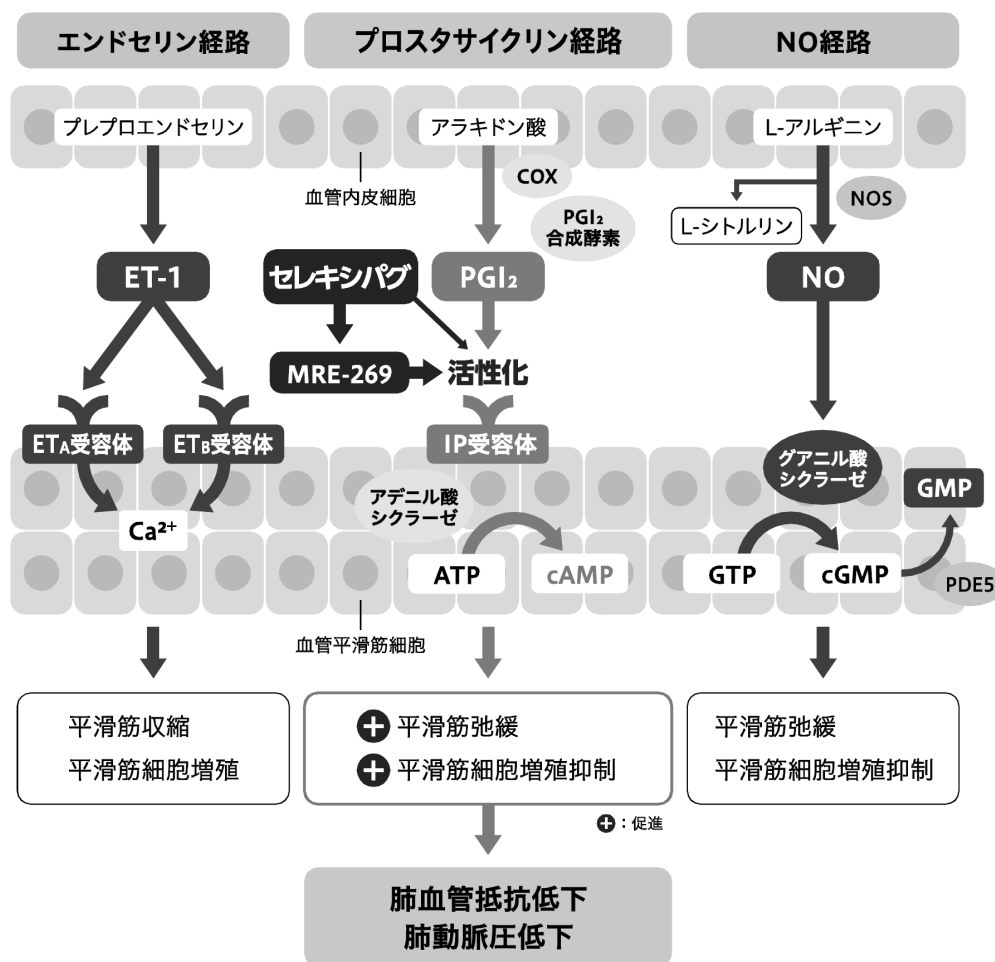 エンドセリン経路
プロスタサイクリン経路
NO経路
プレプロエンドセリン
アラキドン酸
L-アルギニン
COX
血管内皮細胞
NOS
PGI₂
合成酵素
L-シトルリン
ET-1
セレキシパグ
PGI₂
NO
MRE-269
活性化
ETA受容体
ETB受容体
IP受容体
グアニル酸
シクラーゼ
GMP
アデニル酸
シクラーゼ
Ca²⁺
ATP
cAMP
GTP
cGMP
PDE5
血管平滑筋細胞
平滑筋収縮
平滑筋細胞増殖
+ 平滑筋弛緩
+ 平滑筋細胞増殖抑制
平滑筋弛緩
平滑筋細胞増殖抑制
+：促進
肺血管抵抗低下
肺動脈圧低下